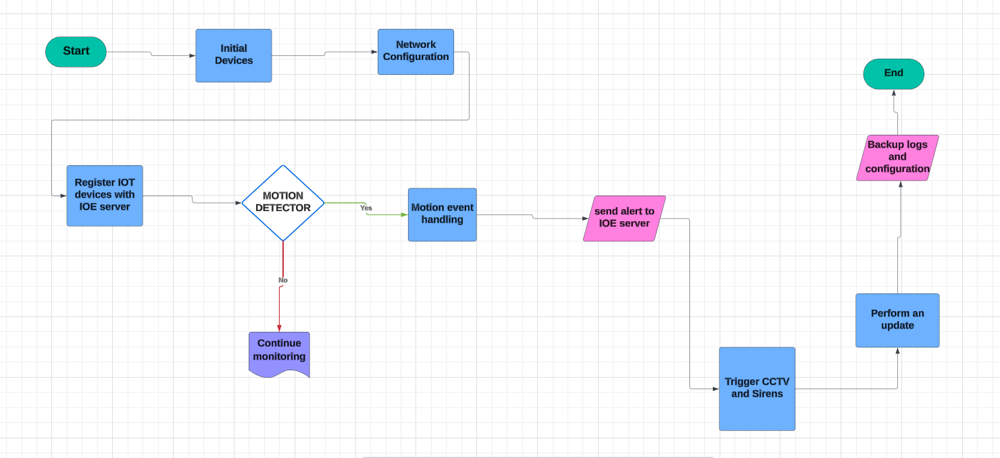 Start
Initial
Devices
Network
Configuration
End
Backup logs
and
configuration
Register IOT
devices with
IOE server
MOTION
DETECTOR
Yes
Motion event
handling
send alert to
IOE server
No
Continue
monitoring
Perform an
update
Trigger CCTV
and Sirens